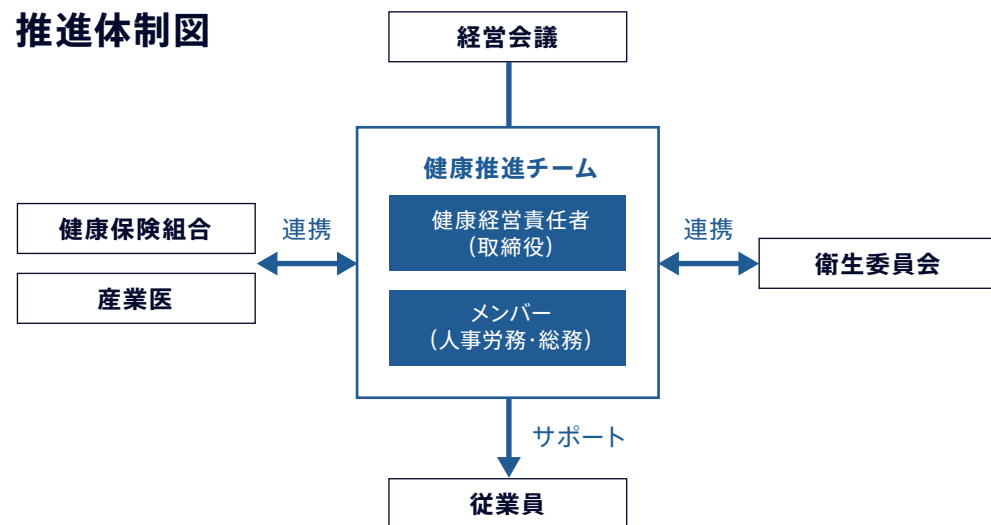 推進体制図
経営会議
健康推進チーム
健康経営責任者
(取締役)
メンバー
(人事労務・総務)
健康保険組合
産業医
連携
連携
衛生委員会
サポート
従業員